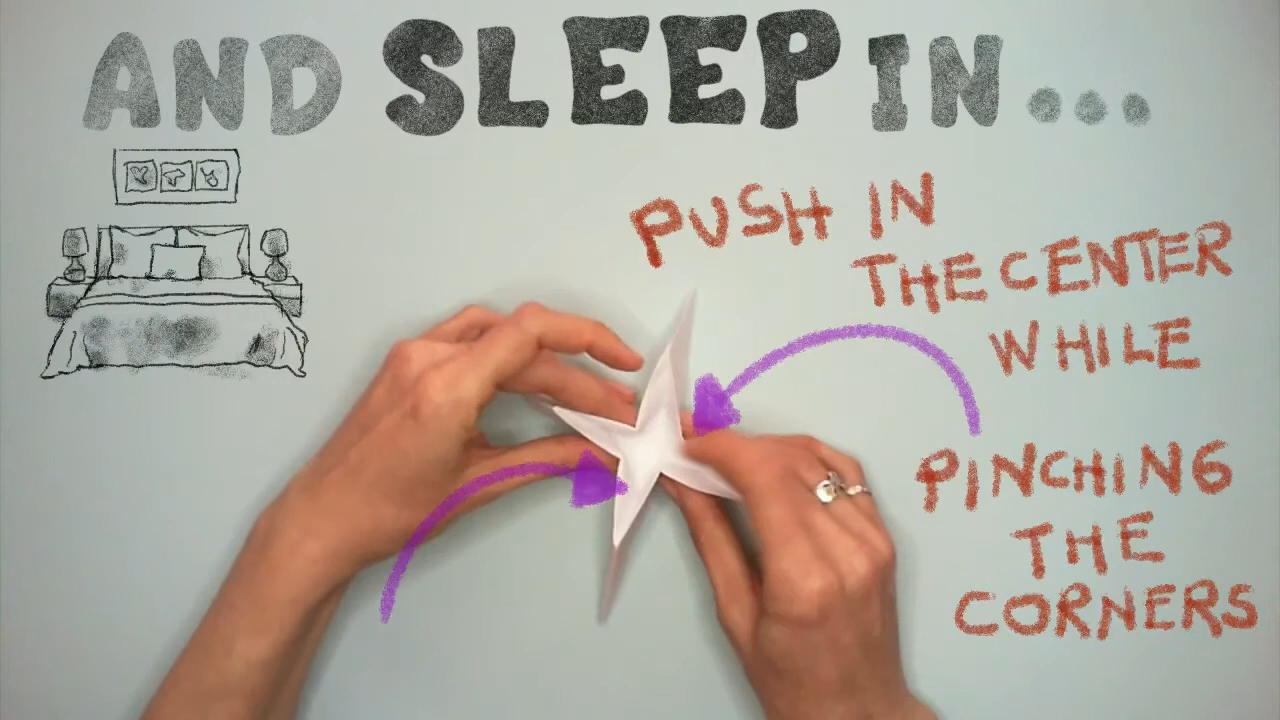 AND SLEEP IN...
PUSH IN
THE CENTER
WHILE
PINCHING
THE
CORNERS